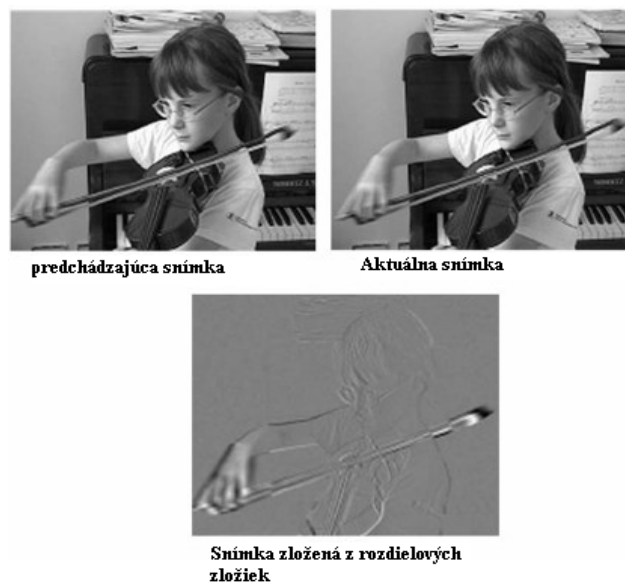 predchádzajúca snímka
Aktuálna snímka
Snímka zložená z rozdielových
zložiek